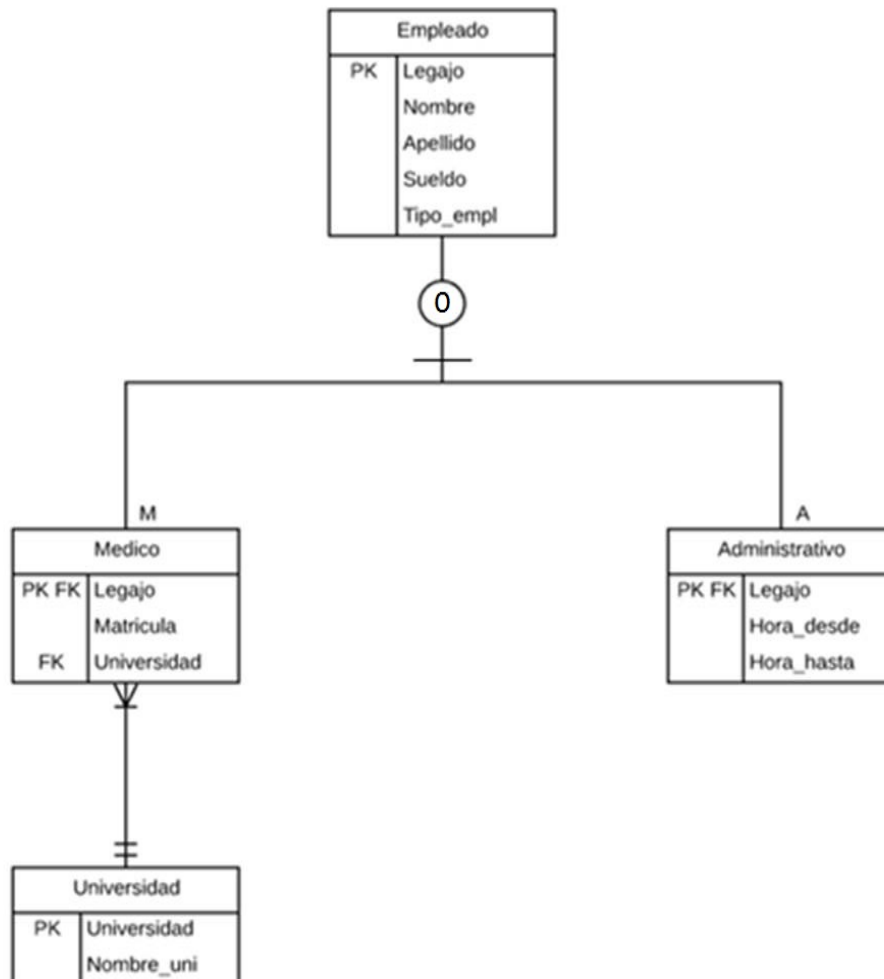 Empleado
PK Legajo
Nombre
Apellido
Sueldo
Tipo_empl
0
M
A
Medico
PK FK Legajo
Matricula
FK Universidad
Administrativo
PK FK Legajo
Hora_desde
Hora_hasta
Universidad
PK Universidad
Nombre_uni